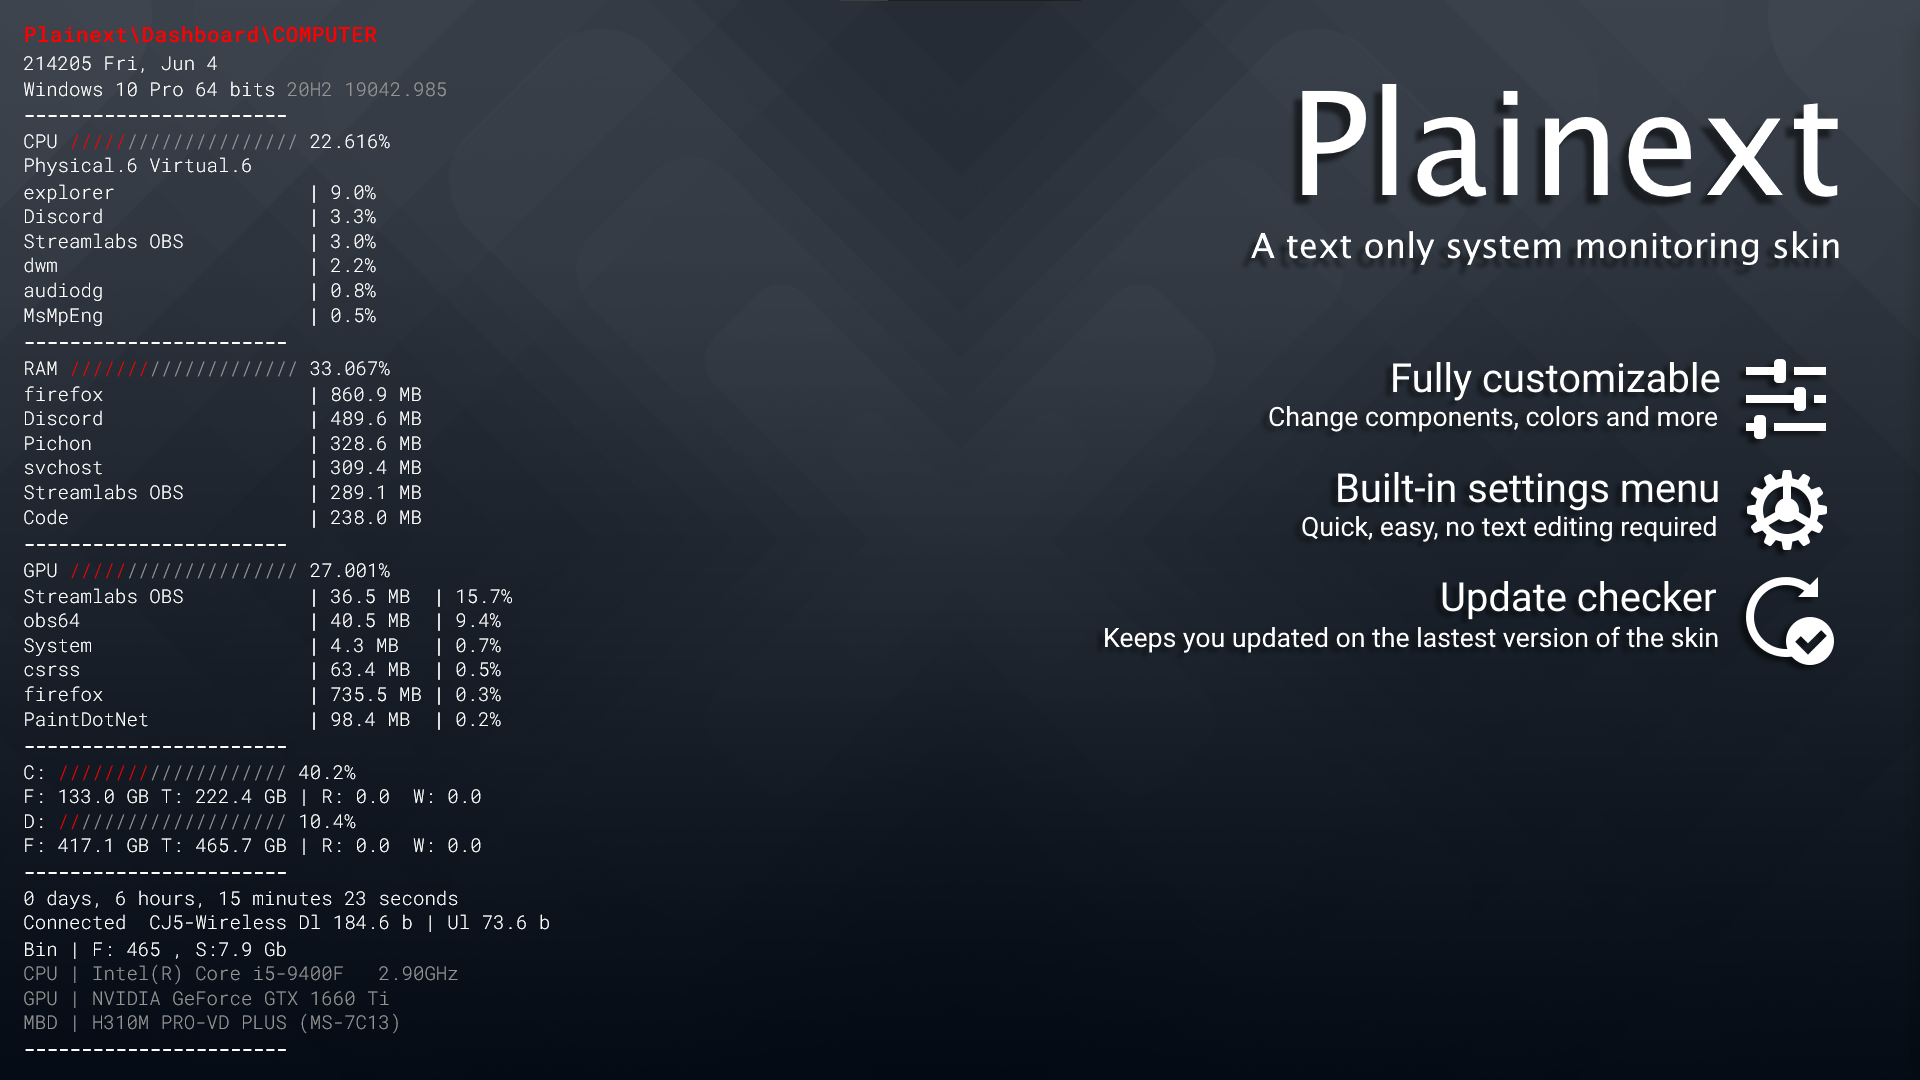 Plainext\Dashboard\COMPUTER
214205 Fri, Jun 4
Windows 10 Pro 64 bits 20H2 19042.985
-----------------------
CPU //////////////////// 22.616%
Physical.6 Virtual.6
explorer | 9.0%
Discord | 3.3%
Streamlabs OBS | 3.0%
dwm | 2.2%
audiodg | 0.8%
MsMpEng | 0.5%
-----------------------
RAM //////////////////// 33.067%
firefox | 860.9 MB
Discord | 489.6 MB
Pichon | 328.6 MB
svchost | 309.4 MB
Streamlabs OBS | 289.1 MB
Code | 238.0 MB
-----------------------
GPU //////////////////// 27.001%
Streamlabs OBS | 36.5 MB | 15.7%
obs64 | 40.5 MB | 9.4%
System | 4.3 MB | 0.7%
csrss | 63.4 MB | 0.5%
firefox | 735.5 MB | 0.3%
PaintDotNet | 98.4 MB | 0.2%
-----------------------
C: //////////////////// 40.2%
F: 133.0 GB T: 222.4 GB | R: 0.0 W: 0.0
D: //////////////////// 10.4%
F: 417.1 GB T: 465.7 GB | R: 0.0 W: 0.0
-----------------------
0 days, 6 hours, 15 minutes 23 seconds
Connected CJ5-Wireless Dl 184.6 b | Ul 73.6 b
Bin | F: 465 , S:7.9 Gb
CPU | Intel(R) Core i5-9400F 2.90GHz
GPU | NVIDIA GeForce GTX 1660 Ti
MBD | H310M PRO-VD PLUS (MS-7C13)
-----------------------
Plainext
A text only system monitoring skin
Fully customizable
Change components, colors and more
Built-in settings menu
Quick, easy, no text editing required
Update checker
Keeps you updated on the lastest version of the skin